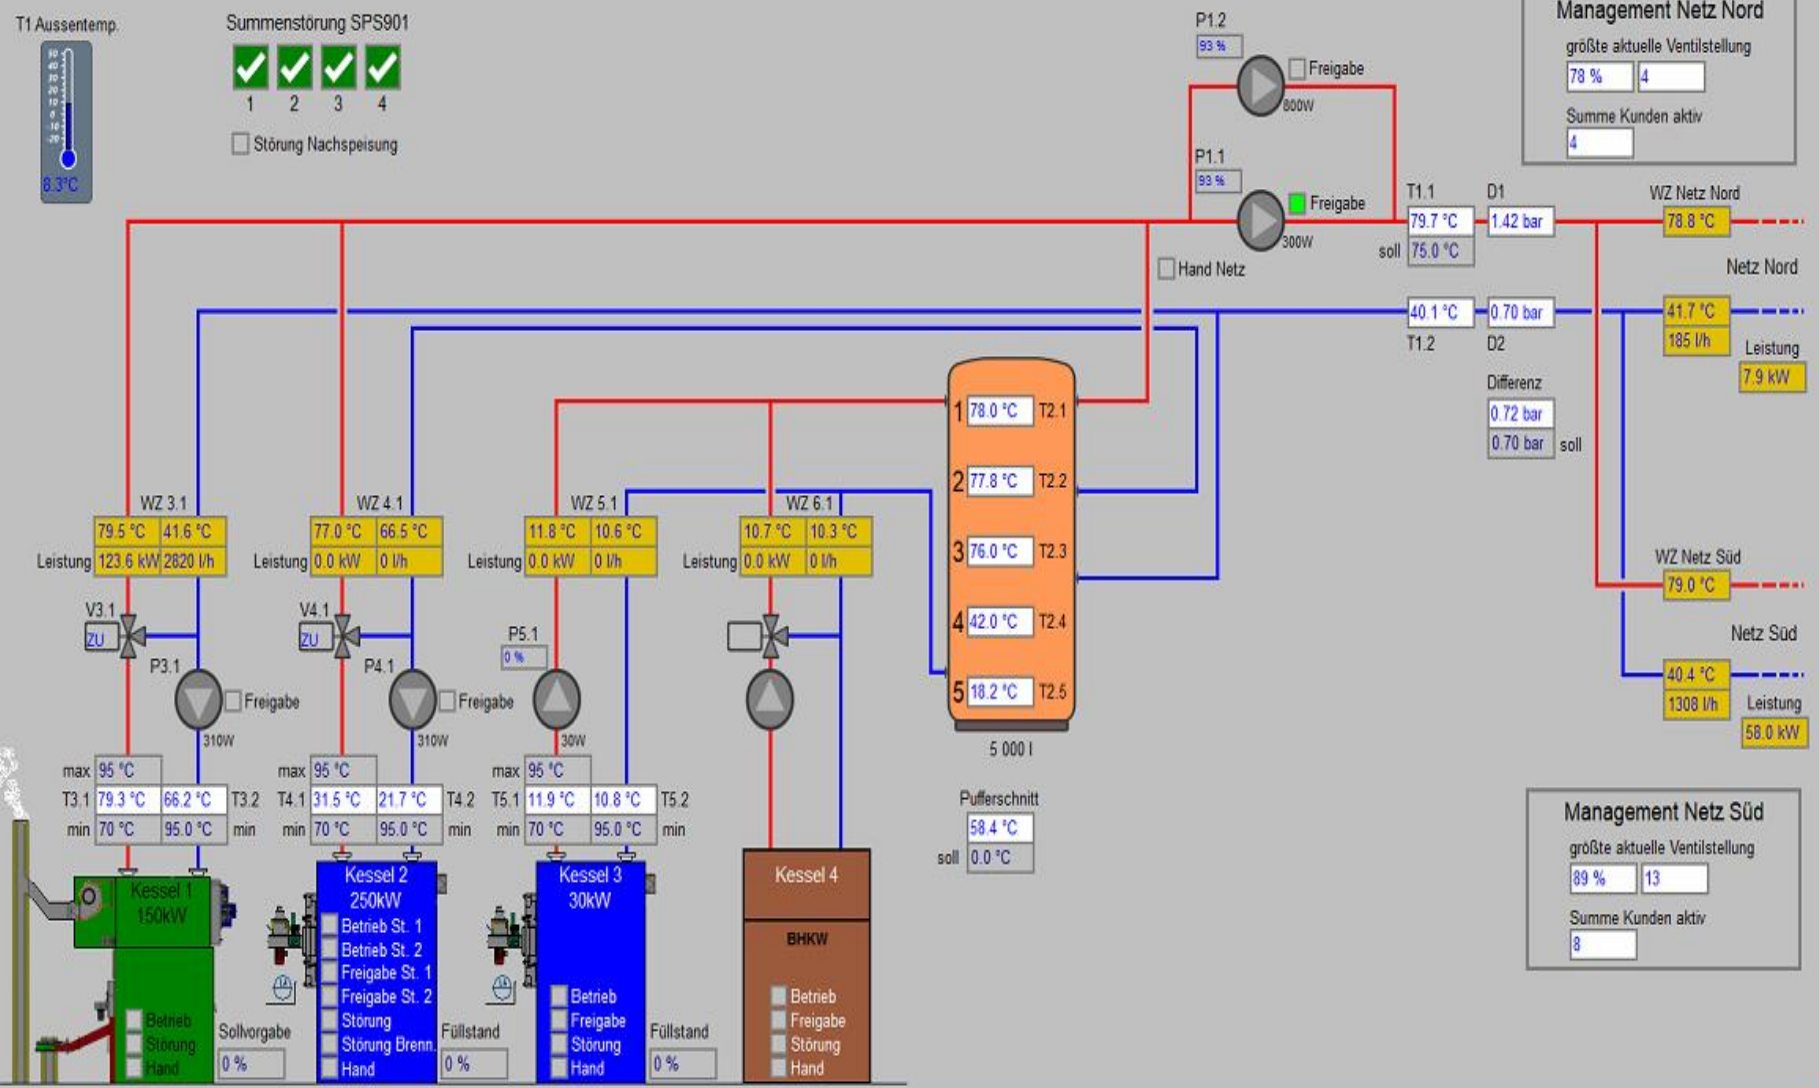 T1 Aussentemp.
50
40
30
20
10
0
-10
-20
8.3°C
Summenstörung SPS901
1 2 3 4
Störung Nachspeisung
P1.2
93 %
Freigabe
800W
P1.1
93 %
Freigabe
300W
Hand Netz
Management Netz Nord
größte aktuelle Ventilstellung
78 % 4
Summe Kunden aktiv
4
T1.1 D1
79.7 °C 1.42 bar
soll 75.0 °C
40.1 °C 0.70 bar
T1.2 D2
Differenz
0.72 bar
0.70 bar soll
WZ Netz Nord
78.8 °C
Netz Nord
41.7 °C
185 l/h
Leistung
7.9 kW
WZ Netz Süd
79.0 °C
Netz Süd
40.4 °C
1308 l/h
Leistung
58.0 kW
WZ 3.1
79.5 °C 41.6 °C
Leistung 123.6 kW 2820 l/h
V3.1
ZU
P3.1
Freigabe
310W
WZ 4.1
77.0 °C 66.5 °C
Leistung 0.0 kW 0 l/h
V4.1
ZU
P4.1
Freigabe
310W
WZ 5.1
11.8 °C 10.6 °C
Leistung 0.0 kW 0 l/h
P5.1
0 %
30W
WZ 6.1
10.7 °C 10.3 °C
Leistung 0.0 kW 0 l/h
1 78.0 °C T2.1
2 77.8 °C T2.2
3 76.0 °C T2.3
4 42.0 °C T2.4
5 18.2 °C T2.5
5 000 l
Pufferschnitt
58.4 °C
soll 0.0 °C
max 95 °C
T3.1 79.3 °C 66.2 °C T3.2
min 70 °C 95.0 °C min
max 95 °C
T4.1 31.5 °C 21.7 °C T4.2
min 70 °C 95.0 °C min
max 95 °C
T5.1 11.9 °C 10.8 °C T5.2
min 70 °C 95.0 °C min
Kessel 1
150kW
Betrieb
Störung
Hand
Sollvorgabe
0 %
Kessel 2
250kW
Betrieb St. 1
Betrieb St. 2
Freigabe St. 1
Freigabe St. 2
Störung
Störung Brenn.
Hand
Füllstand
0 %
Kessel 3
30kW
Betrieb
Freigabe
Störung
Hand
Füllstand
0 %
Kessel 4
BHKW
Betrieb
Freigabe
Störung
Hand
Management Netz Süd
größte aktuelle Ventilstellung
89 % 13
Summe Kunden aktiv
8